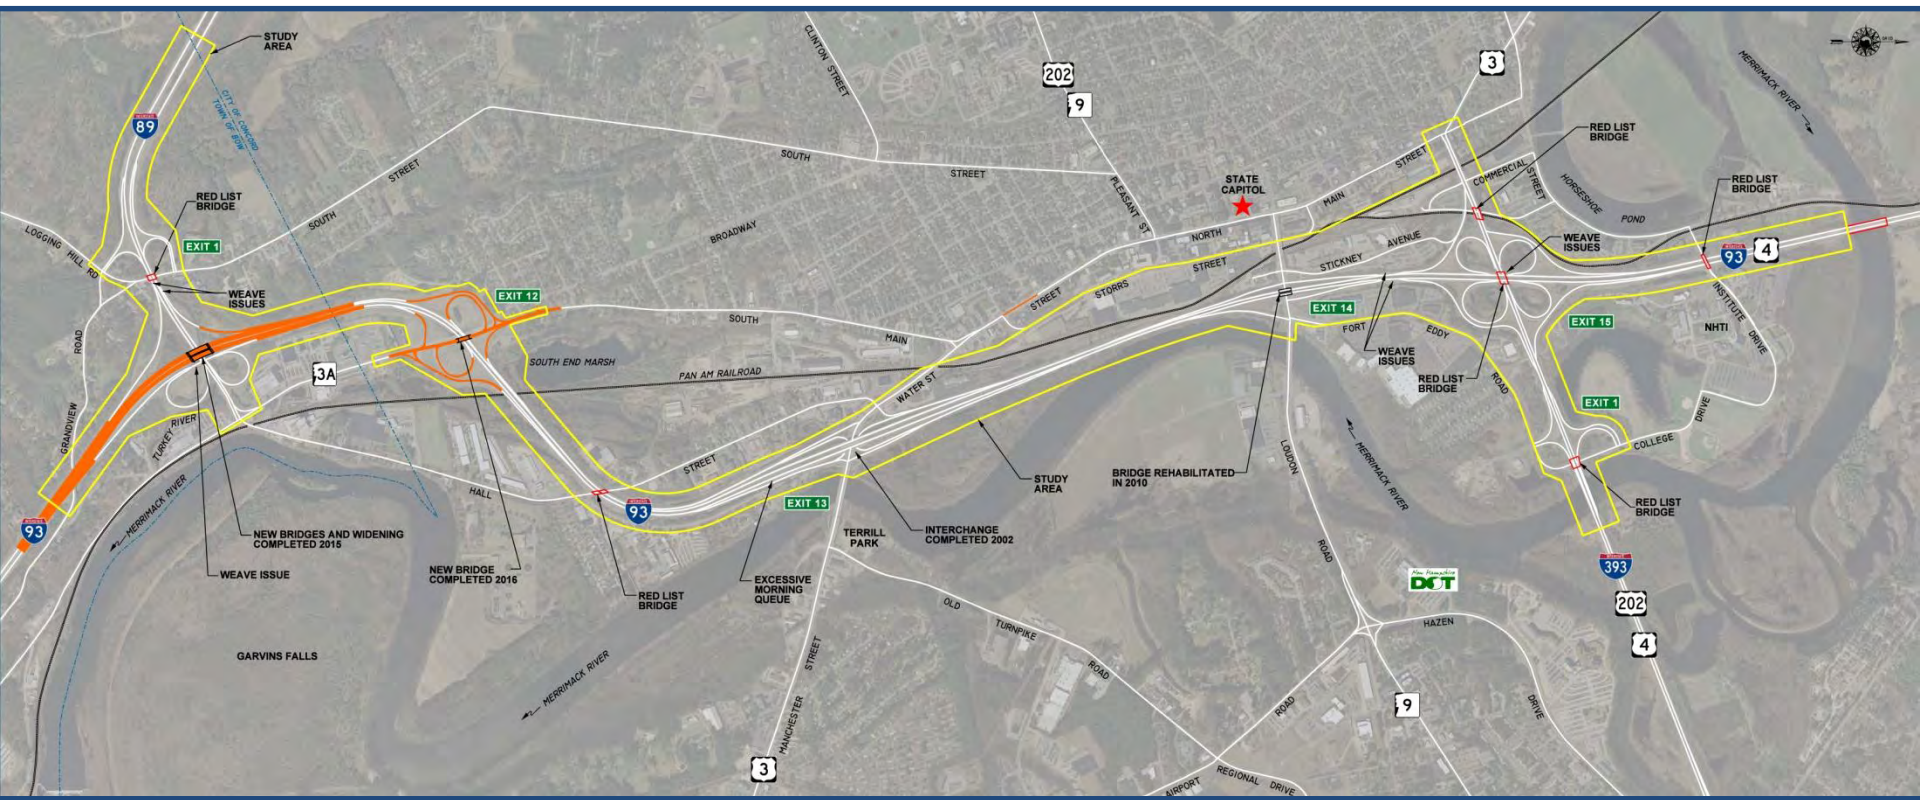 STUDY
AREA
CLINTON STREET
202
9
3
MERRIMACK RIVER
89
CITY OF CONCORD
TOWN OF BOW
RED LIST
BRIDGE
SOUTH
STREET
SOUTH
STREET
PLEASANT ST
STATE
CAPITOL
MAIN
STREET
COMMERCIAL
STREET
HORSESHOE
POND
RED LIST
BRIDGE
RED LIST
BRIDGE
LOGGING
MILL RD
EXIT 1
SOUTH
BROADWAY
NORTH
STREET
STICKNEY
AVENUE
WEAVE
ISSUES
93
4
WEAVE
ISSUES
EXIT 12
STREET
STORRS
EXIT 14
FORT
EDDY
ROAD
EXIT 15
INSTITUTE
DRIVE
NHTI
ROAD
3A
SOUTH
MAIN
SOUTH END MARSH
PAN AM RAILROAD
WATER ST
WEAVE
ISSUES
RED LIST
BRIDGE
EXIT 1
GRANDVIEW
TURKEY
RIVER
MERRIMACK RIVER
HALL
STREET
93
EXIT 13
STUDY
AREA
BRIDGE REHABILITATED
IN 2010
LOUDON
ROAD
MERRIMACK RIVER
COLLEGE
DRIVE
RED LIST
BRIDGE
93
NEW BRIDGES AND WIDENING
COMPLETED 2015
WEAVE ISSUE
NEW BRIDGE
COMPLETED 2016
RED LIST
BRIDGE
EXCESSIVE
MORNING
QUEUE
TERRILL
PARK
INTERCHANGE
COMPLETED 2002
New Hampshire
DOT
393
202
4
GARVINS FALLS
MERRIMACK RIVER
MANCHESTER
STREET
3
OLD
TURNPIKE
ROAD
HAZEN
DRIVE
ROAD
9
AIRPORT
REGIONAL DRIVE